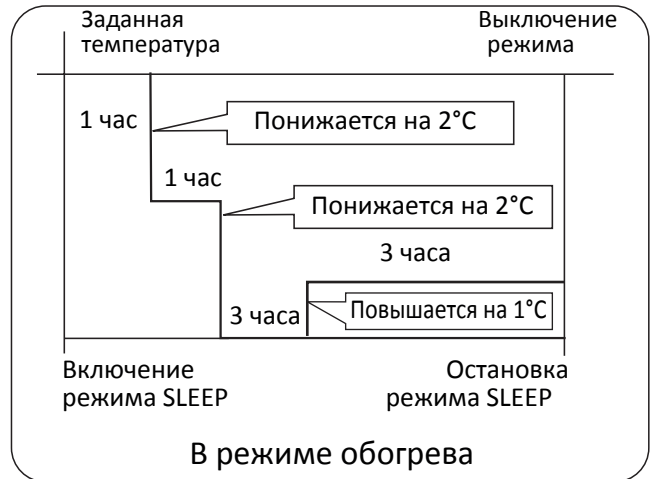 Заданная
температура
Выключение
режима
1 час
Понижается на 2°C
1 час
Понижается на 2°C
3 часа
3 часа
Повышается на 1°C
Включение
режима SLEEP
Остановка
режима SLEEP
В режиме обогрева